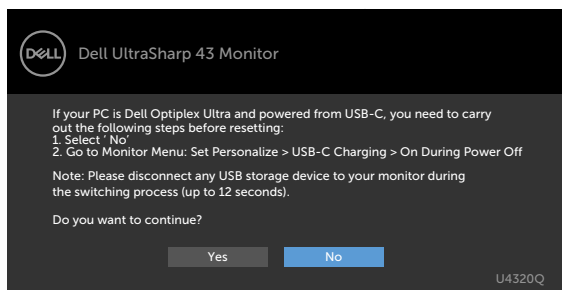 DELL
Dell UltraSharp 43 Monitor
If your PC is Dell Optiplex Ultra and powered from USB-C, you need to carry
out the following steps before resetting:
1. Select ‘ No’
2. Go to Monitor Menu: Set Personalize > USB-C Charging > On During Power Off
Note: Please disconnect any USB storage device to your monitor during
the switching process (up to 12 seconds).
Do you want to continue?
Yes No
U4320Q